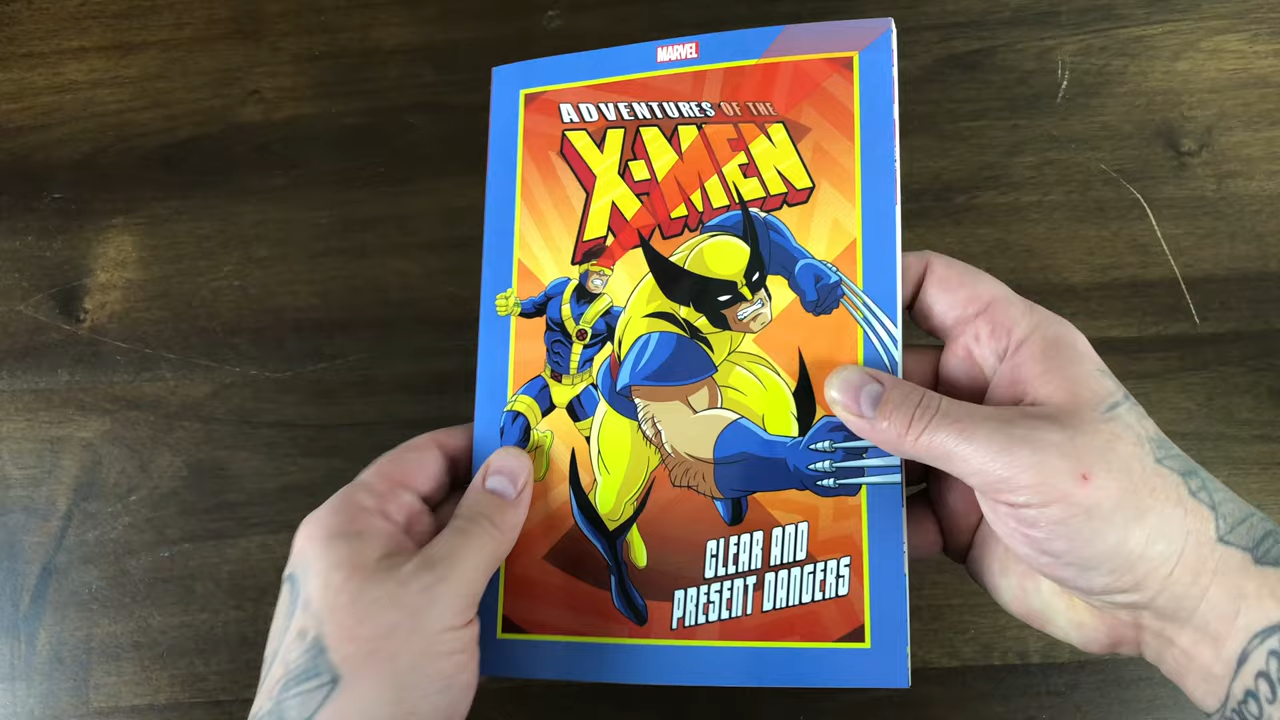 MARVEL
ADVENTURES OF THE
X-MEN
CLEAR AND
PRESENT DANGERS